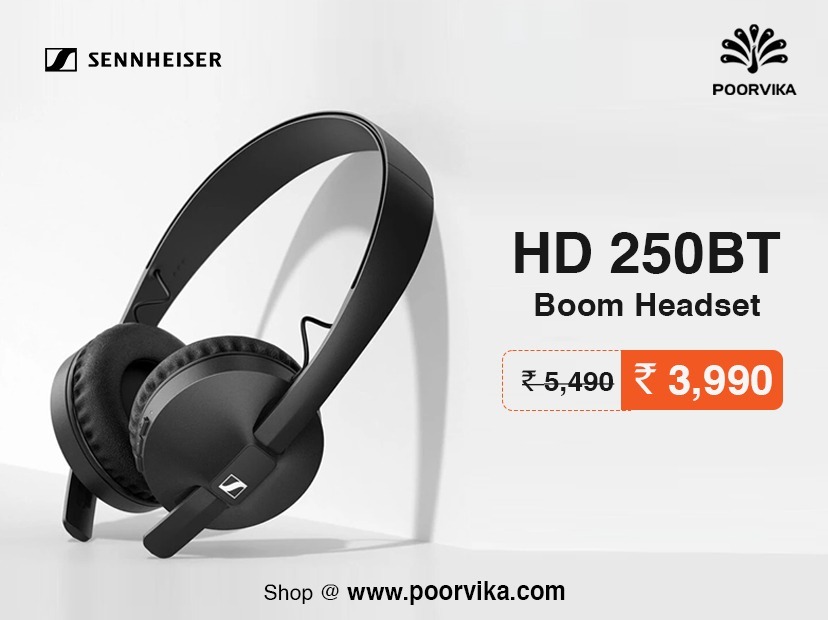 SENNHEISER
POORVIKA
HD 250BT
Boom Headset
₹ 5,490 ₹ 3,990
Shop @ www.poorvika.com